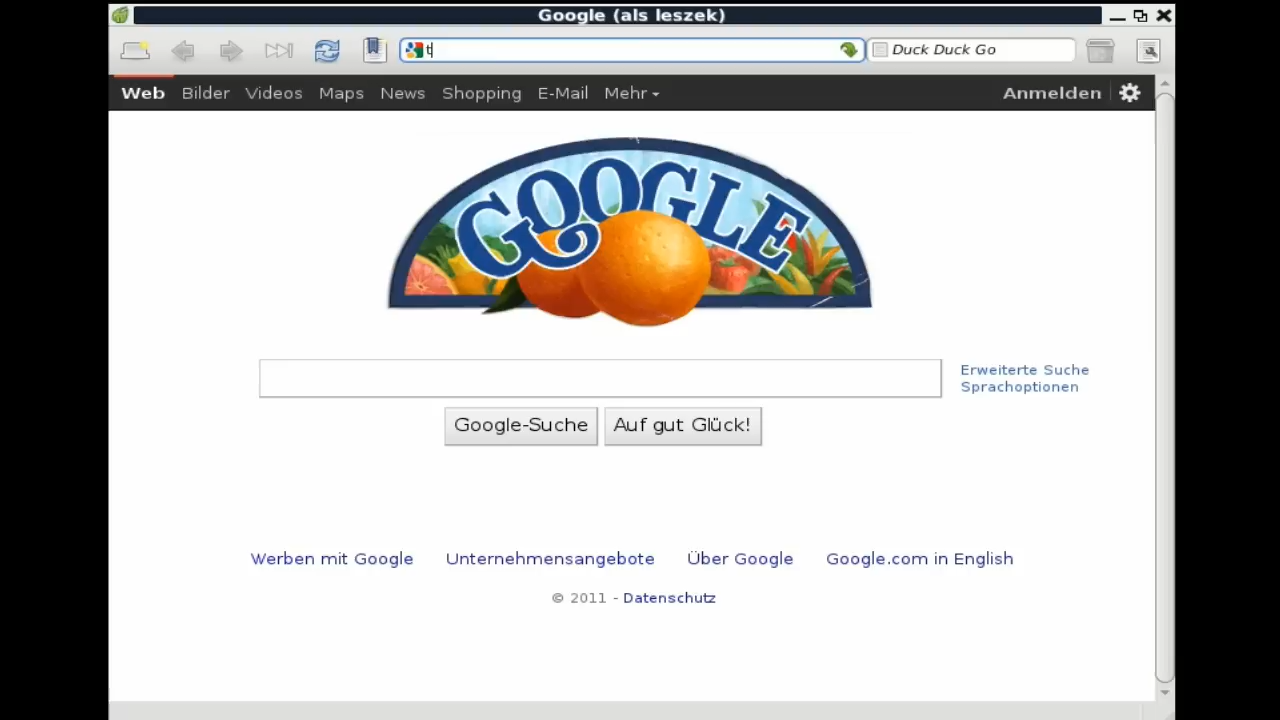 Google (als leszek)
t
Duck Duck Go
Web Bilder Videos Maps News Shopping E-Mail Mehr Anmelden
GOOGLE
Erweiterte Suche
Sprachoptionen
Google-Suche Auf gut Glück!
Werben mit Google Unternehmensangebote Über Google Google.com in English
© 2011 - Datenschutz